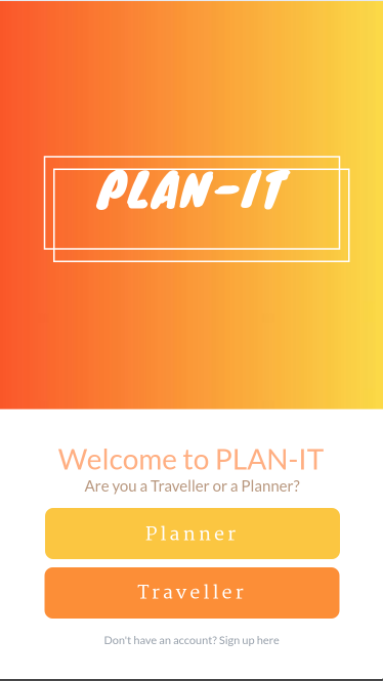 PLAN-IT
Welcome to PLAN-IT
Are you a Traveller or a Planner?
Planner
Traveller
Don't have an account? Sign up here